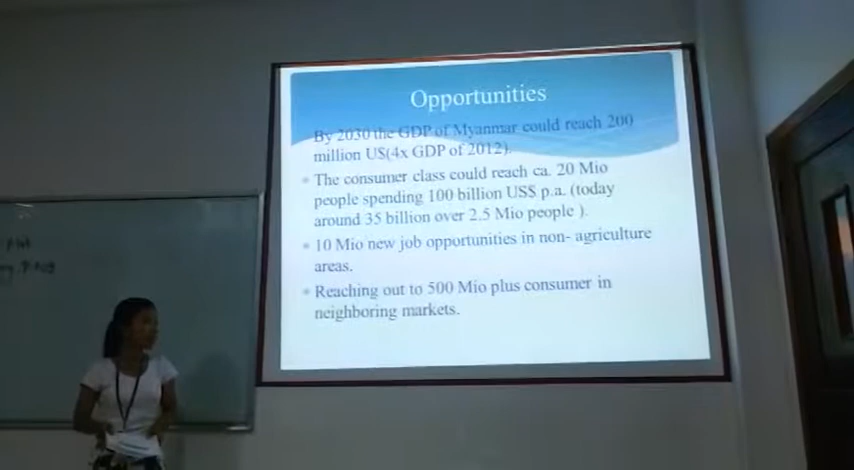 Opportunities
By 2030 the GDP of Myanmar could reach 200
million US(4x GDP of 2012).
The consumer class could reach ca. 20 Mio
people spending 100 billion US$ p.a. (today
around 35 billion over 2.5 Mio people ).
10 Mio new job opportunities in non- agriculture
areas.
Reaching out to 500 Mio plus consumer in
neighboring markets.